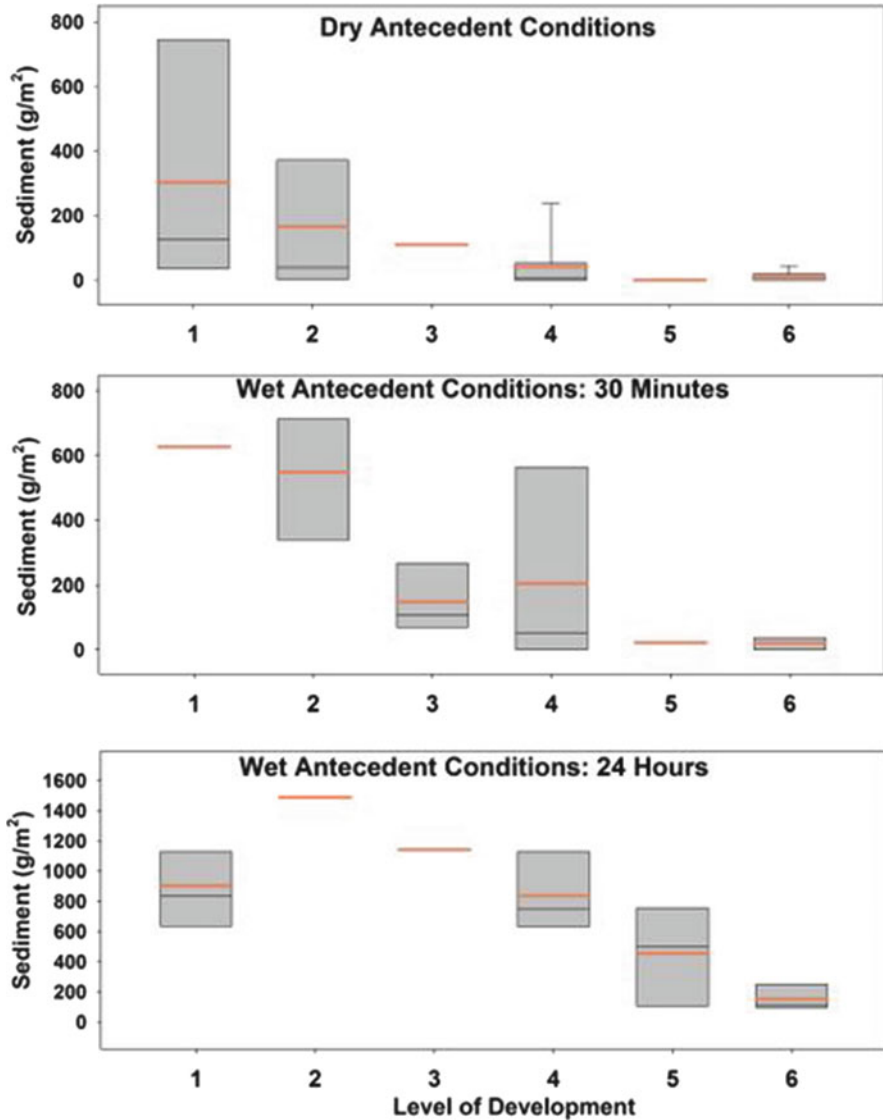 Dry Antecedent Conditions
Sediment (g/m²)
800
600
400
200
0
1 2 3 4 5 6
Wet Antecedent Conditions: 30 Minutes
Sediment (g/m²)
800
600
400
200
0
1 2 3 4 5 6
Wet Antecedent Conditions: 24 Hours
Sediment (g/m²)
1600
1400
1200
1000
800
600
400
200
0
1 2 3 4 5 6
Level of Development